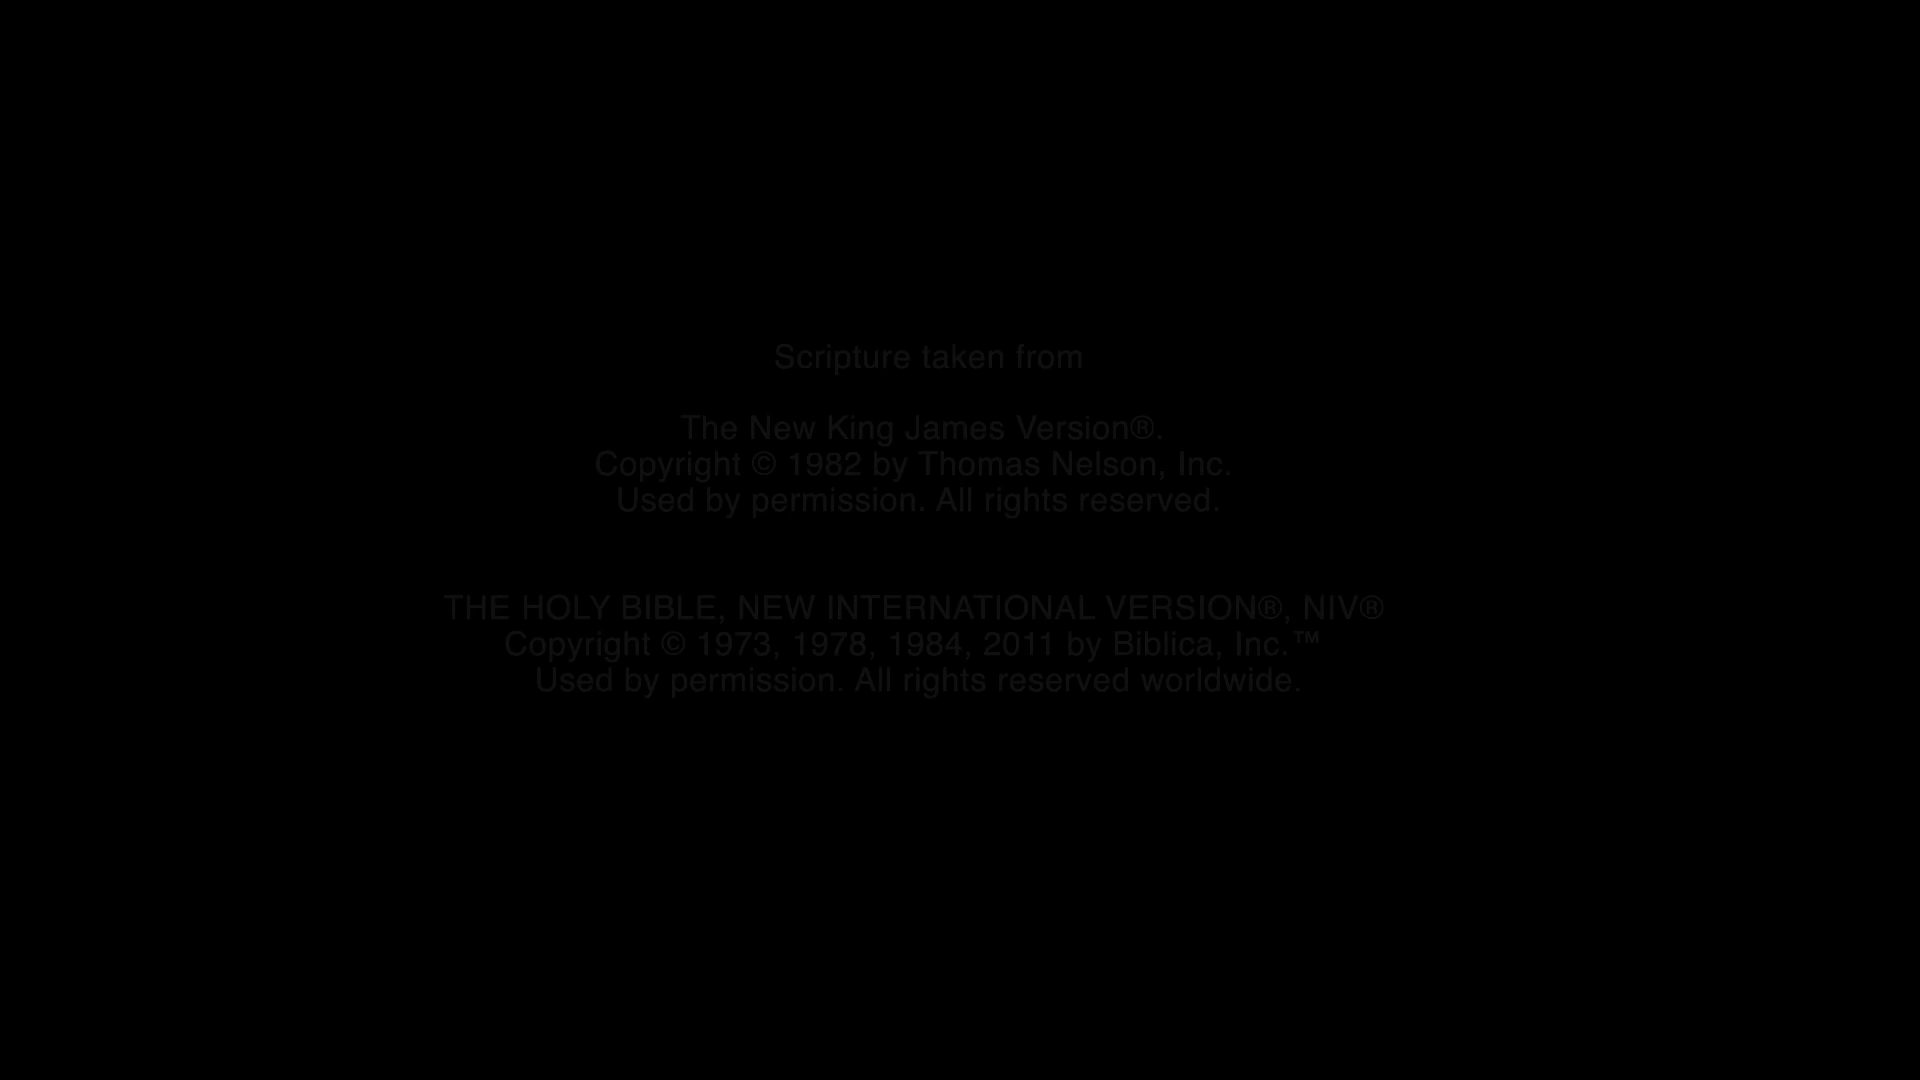 Scripture taken from
The New King James Version®.
Copyright © 1982 by Thomas Nelson, Inc.
Used by permission. All rights reserved.
THE HOLY BIBLE, NEW INTERNATIONAL VERSION®, NIV®
Copyright © 1973, 1978, 1984, 2011 by Biblica, Inc.™
Used by permission. All rights reserved worldwide.